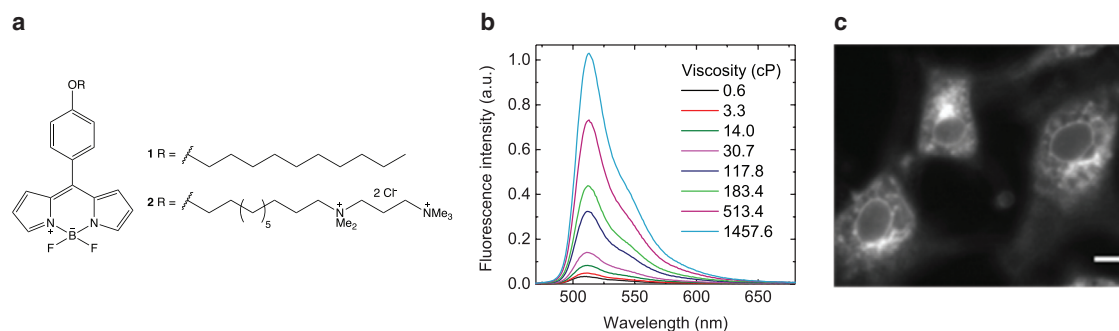 a
OR
1 R =
2 R =
5
N
+
Me2
2 Cl-
+
NMe3
N
+
B
-
N
F
F
b
Fluorescence intensity (a.u.)
1.0
0.8
0.6
0.4
0.2
0.0
500
550
600
650
Wavelength (nm)
Viscosity (cP)
0.6
3.3
14.0
30.7
117.8
183.4
513.4
1457.6
c